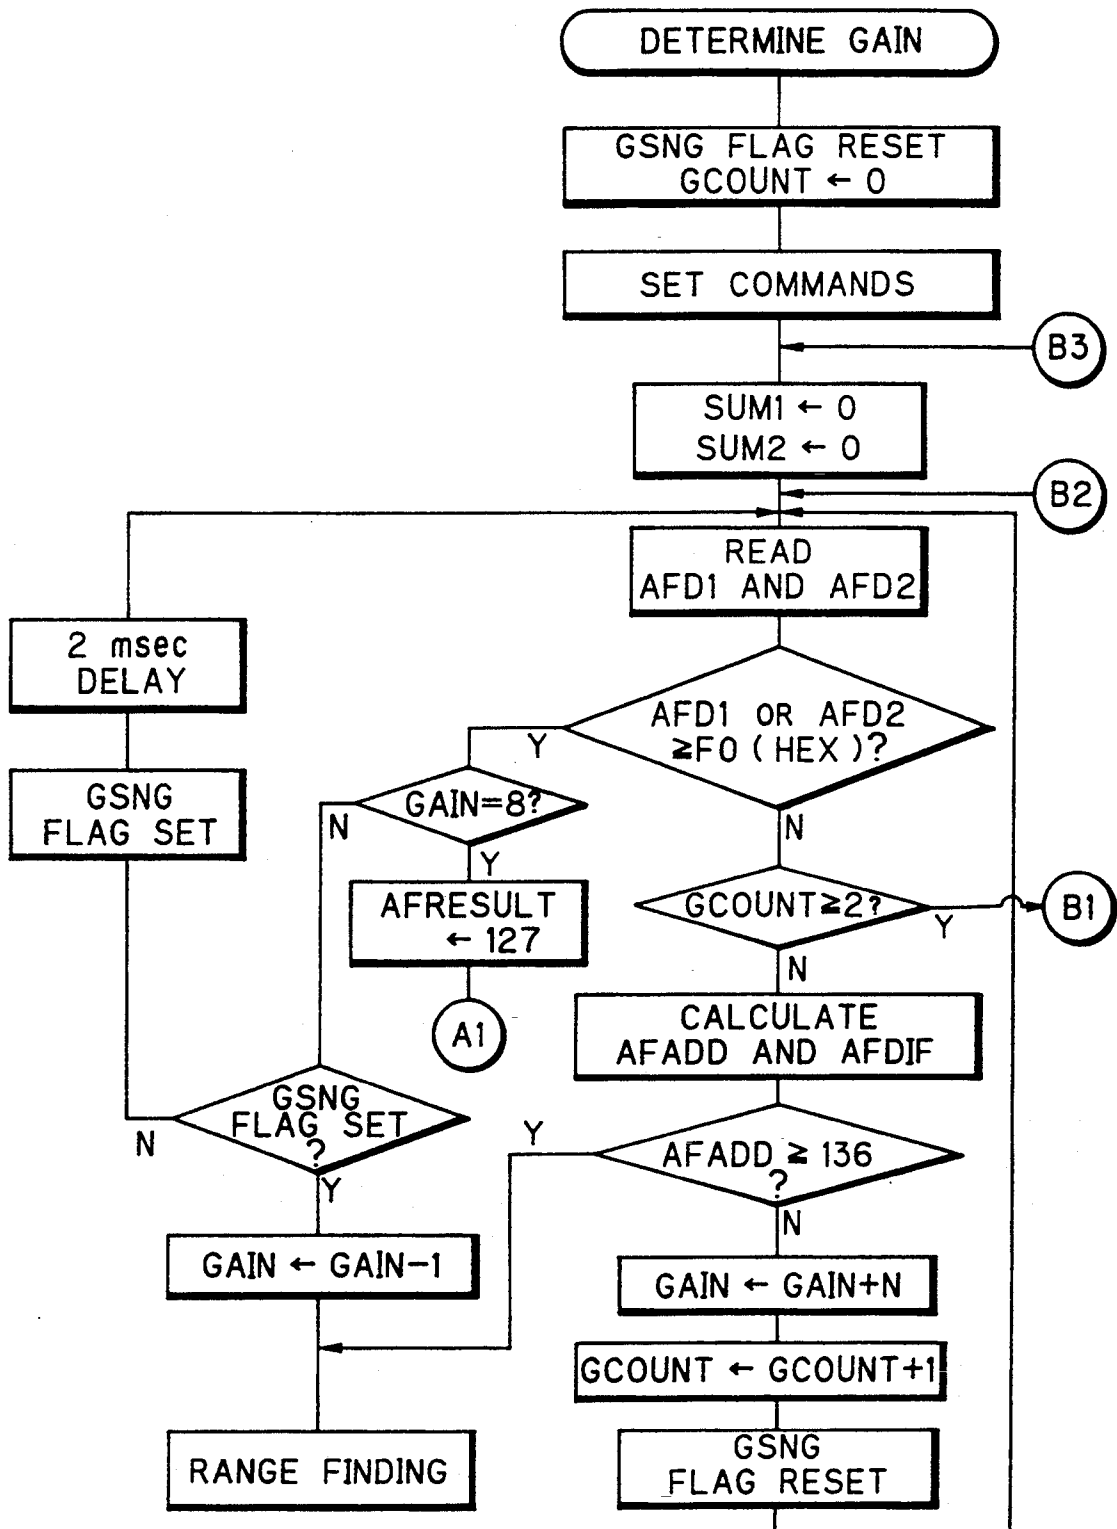 DETERMINE GAIN
GSNG FLAG RESET
GCOUNT ← 0
SET COMMANDS
B3
SUM1 ← 0
SUM2 ← 0
B2
READ
AFD1 AND AFD2
2 msec
DELAY
AFD1 OR AFD2
≧F0 (HEX)?
Y
N
GSNG
FLAG SET
GAIN=8?
N
Y
AFRESULT
← 127
A1
GCOUNT≧2?
Y
B1
N
CALCULATE
AFADD AND AFDIF
GSNG
FLAG SET
?
N
Y
AFADD ≧ 136
?
Y
N
GAIN ← GAIN-1
GAIN ← GAIN+N
GCOUNT ← GCOUNT+1
RANGE FINDING
GSNG
FLAG RESET